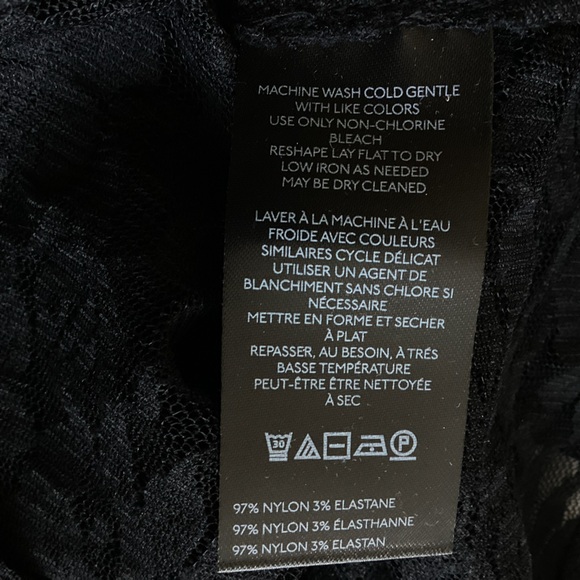 MACHINE WASH COLD GENTLE
WITH LIKE COLORS
USE ONLY NON-CHLORINE
BLEACH
RESHAPE LAY FLAT TO DRY
LOW IRON AS NEEDED
MAY BE DRY CLEANED.
LAVER À LA MACHINE À L'EAU
FROIDE AVEC COULEURS
SIMILAIRES CYCLE DÉLICAT
UTILISER UN AGENT DE
BLANCHIMENT SANS CHLORE SI
NÉCESSAIRE
METTRE EN FORME ET SECHER
À PLAT
REPASSER, AU BESOIN, À TRÉS
BASSE TEMPÉRATURE
PEUT-ÊTRE ÊTRE NETTOYÉE
À SEC
30 P
97% NYLON 3% ELASTANE
97% NYLON 3% ÉLASTHANNE
97% NYLON 3% ELASTAN